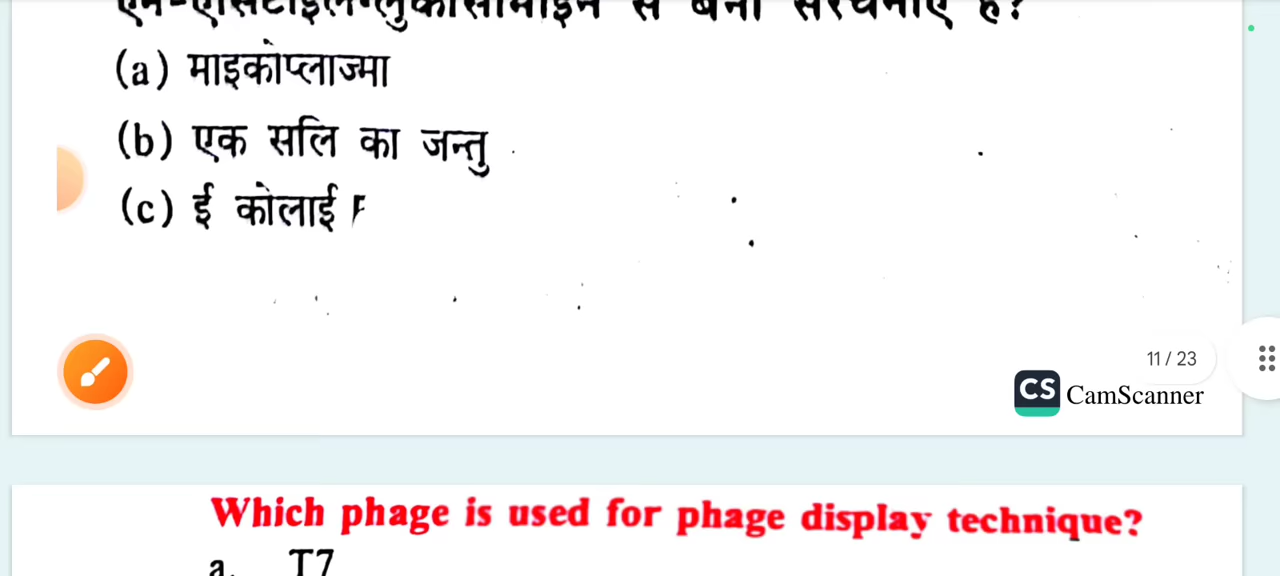 (a) माइकोप्लाज्मा
(b) एक सलि का जन्तु
(c) ई कोलाई
11 / 23
CS CamScanner
Which phage is used for phage display technique?
a. T7